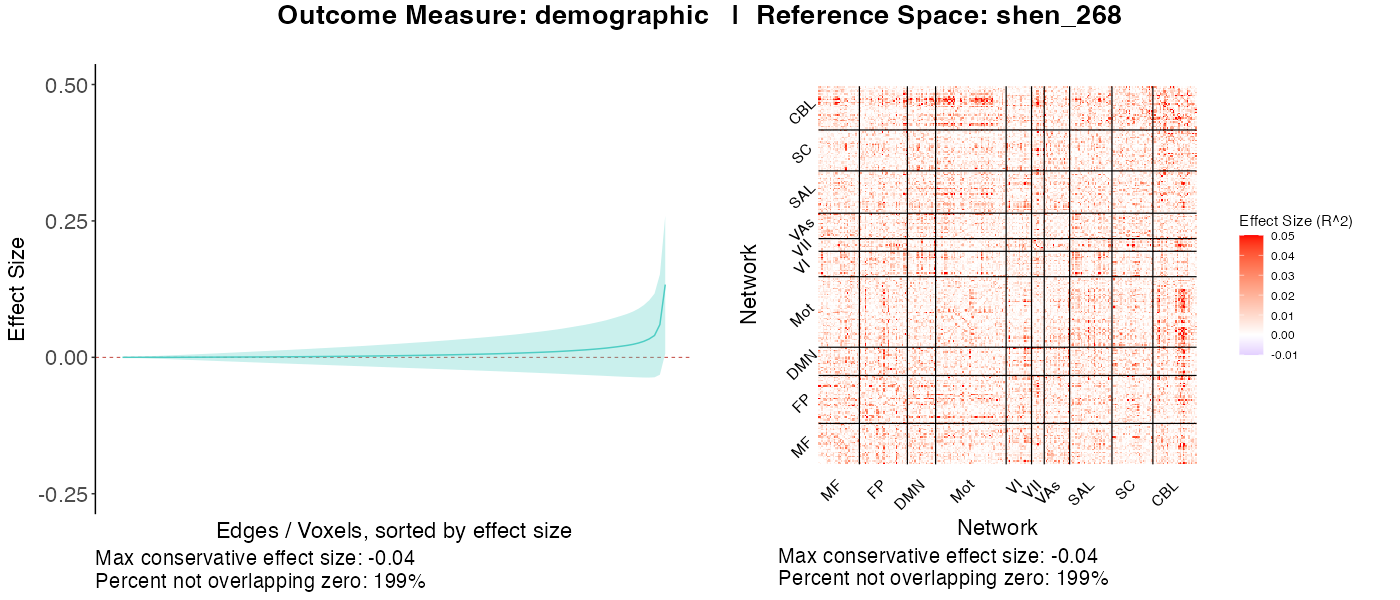 Outcome Measure: demographic | Reference Space: shen_268
0.50
0.25
0.00
-0.25
Effect Size
Edges / Voxels, sorted by effect size
Max conservative effect size: -0.04
Percent not overlapping zero: 199%
Network
CBL
SC
SAL
VAs
VII
VI
Mot
DMN
FP
MF
MF
FP
DMN
Mot
VI
VII
VAs
SAL
SC
CBL
Network
Max conservative effect size: -0.04
Percent not overlapping zero: 199%
Effect Size (R^2)
0.05
0.04
0.03
0.02
0.01
0.00
-0.01